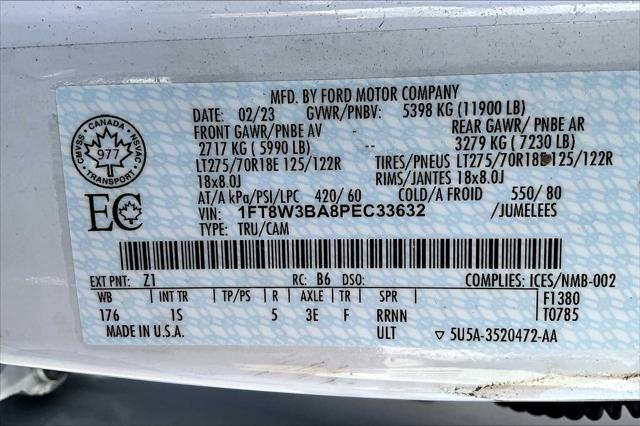 MFD. BY FORD MOTOR COMPANY
DATE: 02/23 GVWR/PNBV: 5398 KG (11900 LB)
FRONT GAWR/PNBE AV REAR GAWR/ PNBE AR
2717 KG ( 5990 LB) -- 3279 KG ( 7230 LB)
LT275/70R18E 125/122R TIRES/PNEUS LT275/70R18E 125/122R
18x8.0J RIMS/JANTES 18x8.0J
AT/A kPa/PSI/LPC 420/ 60 COLD/A FROID 550/ 80
VIN: 1FT8W3BA8PEC33632 /JUMELEES
TYPE: TRU/CAM
CMVSS • CANADA • NSVAC
977
TRANSPORT
EC
EXT PNT: Z1 RC: B6 DSO: COMPLIES: ICES/NMB-002
WB INT TR TP/PS R AXLE TR SPR F1380
176 1S 5 3E F RRNN T0785
MADE IN U.S.A. ULT ▽ 5U5A-3520472-AA